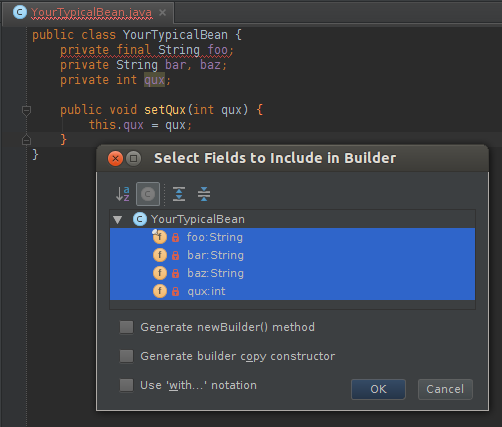 YourTypicalBean.java ×
public class YourTypicalBean {
private final String foo;
private String bar, baz;
private int qux;
public void setQux(int qux) {
this.qux = qux;
}
}
Select Fields to Include in Builder
a z C
C YourTypicalBean
f foo:String
f bar:String
f baz:String
f qux:int
Generate newBuilder() method
Generate builder copy constructor
Use 'with...' notation
OK Cancel